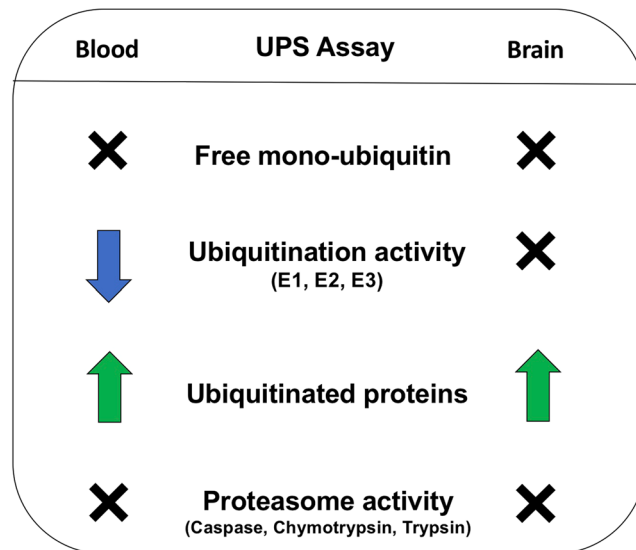 Blood UPS Assay Brain
Free mono-ubiquitin
Ubiquitination activity
(E1, E2, E3)
Ubiquitinated proteins
Proteasome activity
(Caspase, Chymotrypsin, Trypsin)